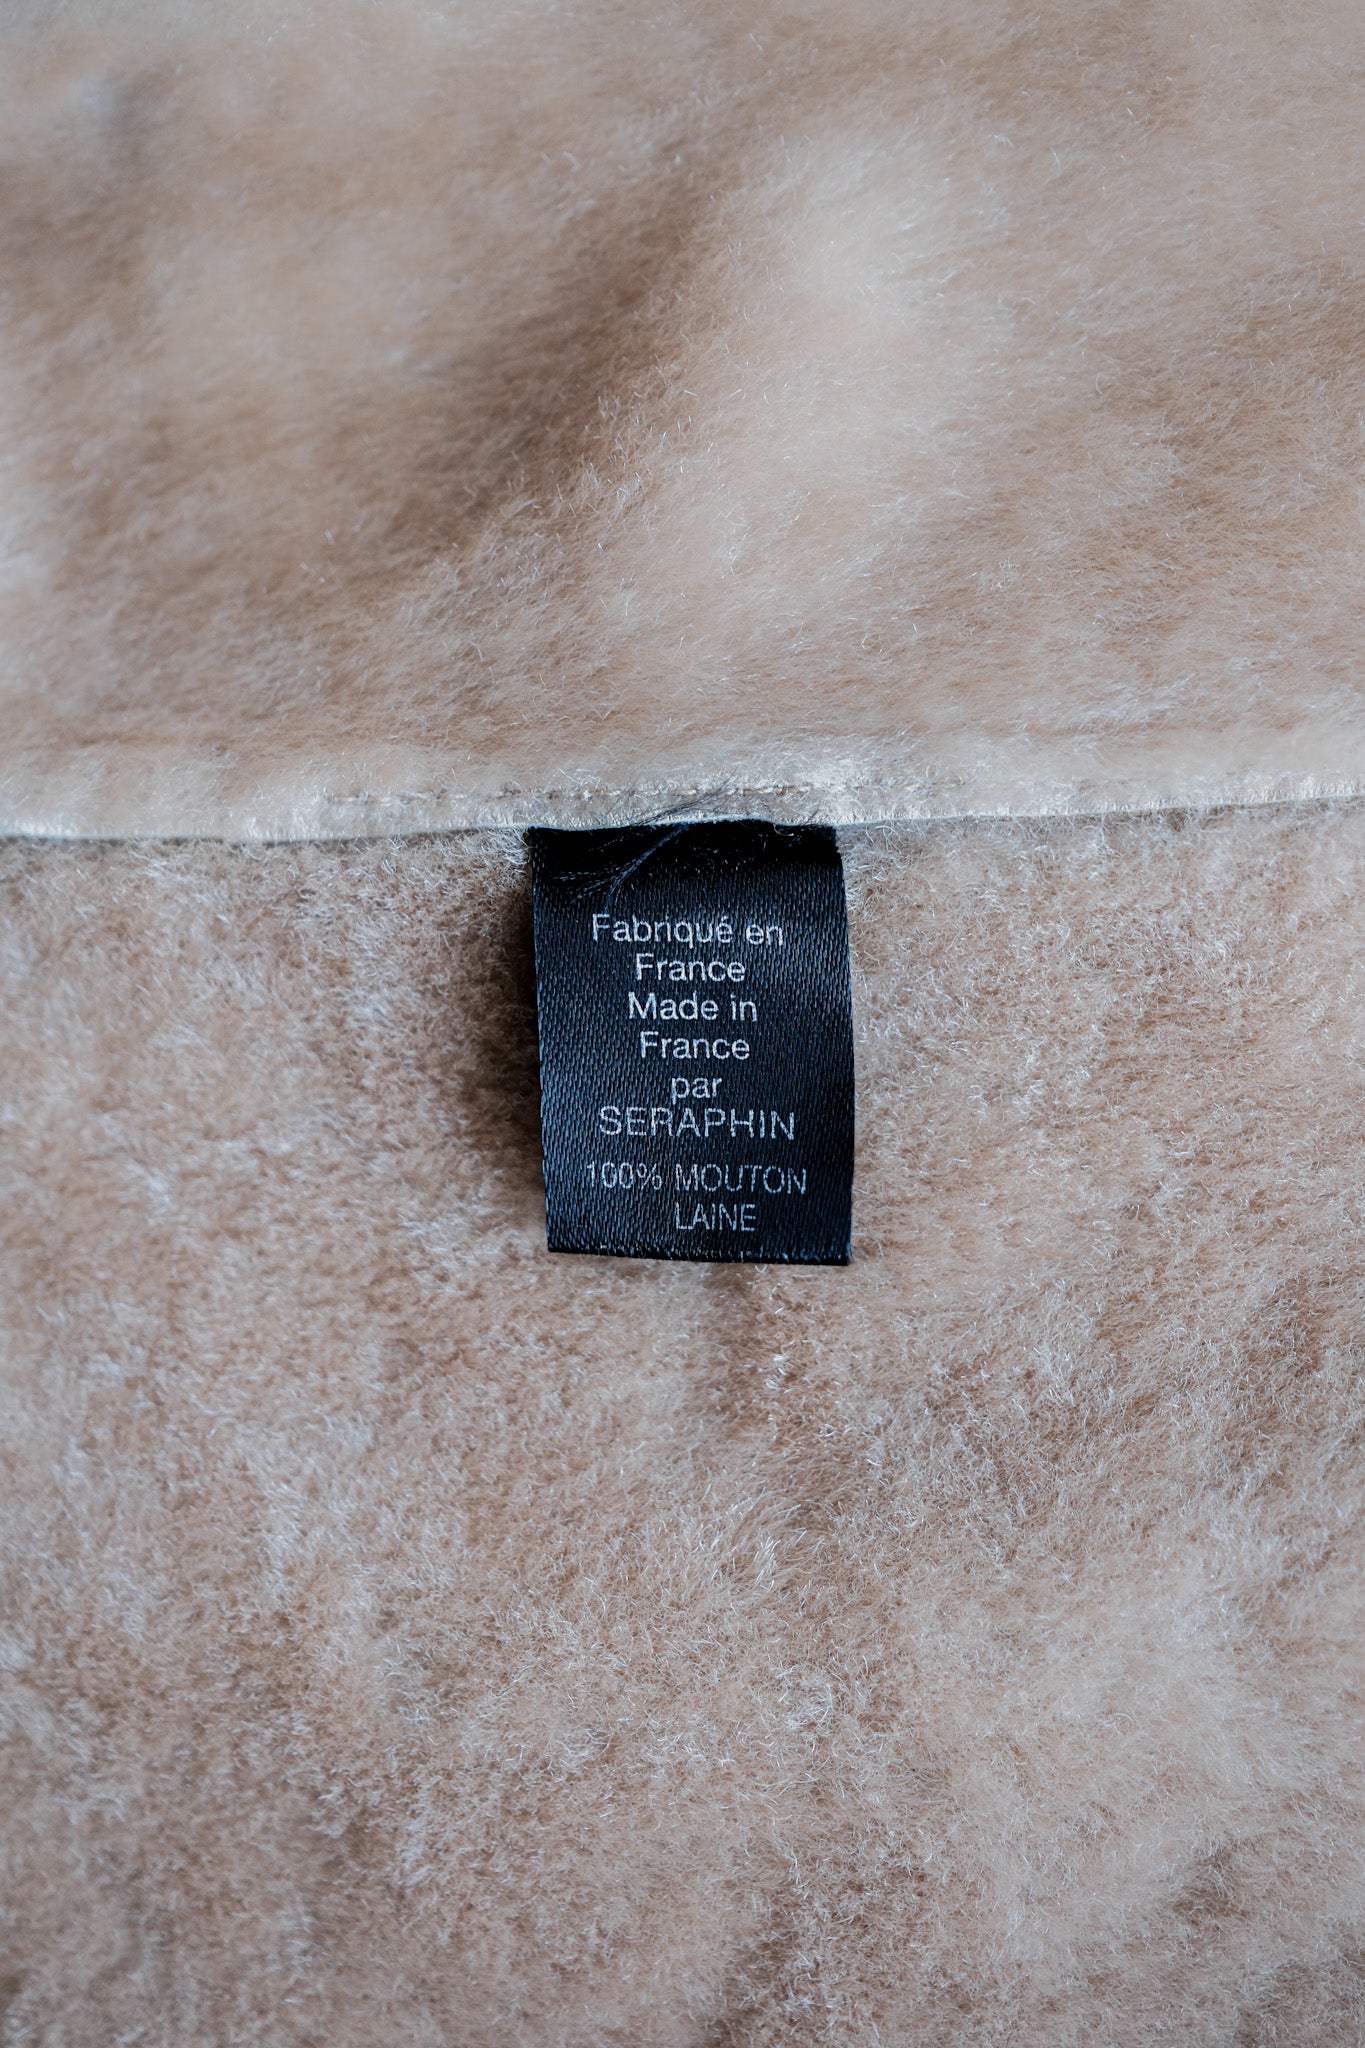 Fabriqué en
France
Made in
France
par
SERAPHIN
100% MOUTON
LAINE